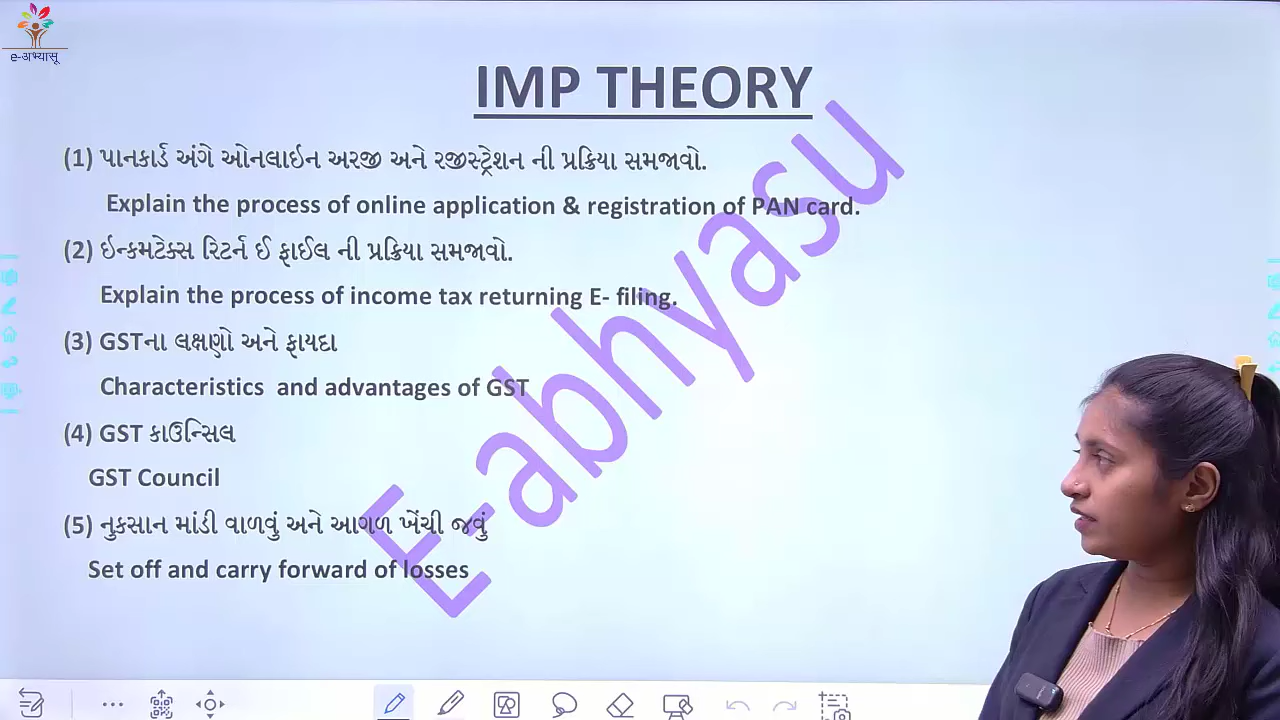 e-અભ્યાસૂ
IMP THEORY
(1) પાનકાર્ડ અંગે ઓનલાઇન અરજી અને રજીસ્ટ્રેશન ની પ્રક્રિયા સમજાવો.
Explain the process of online application & registration of PAN card.
(2) ઇન્કમટેક્સ રિટર્ન ઈ ફાઈલ ની પ્રક્રિયા સમજાવો.
Explain the process of income tax returning E- filing.
(3) GSTના લક્ષણો અને ફાયદા
Characteristics and advantages of GST
(4) GST કાઉન્સિલ
GST Council
(5) નુકસાન માંડી વાળવું અને આગળ ખેંચી જવું
Set off and carry forward of losses
E-abhyasu